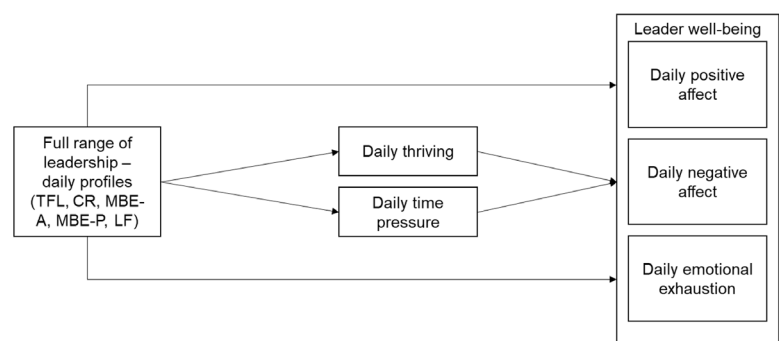 Leader well-being
Daily positive
affect
Full range of
leadership –
daily profiles
(TFL, CR, MBE-
A, MBE-P, LF)
Daily thriving
Daily time
pressure
Daily negative
affect
Daily emotional
exhaustion